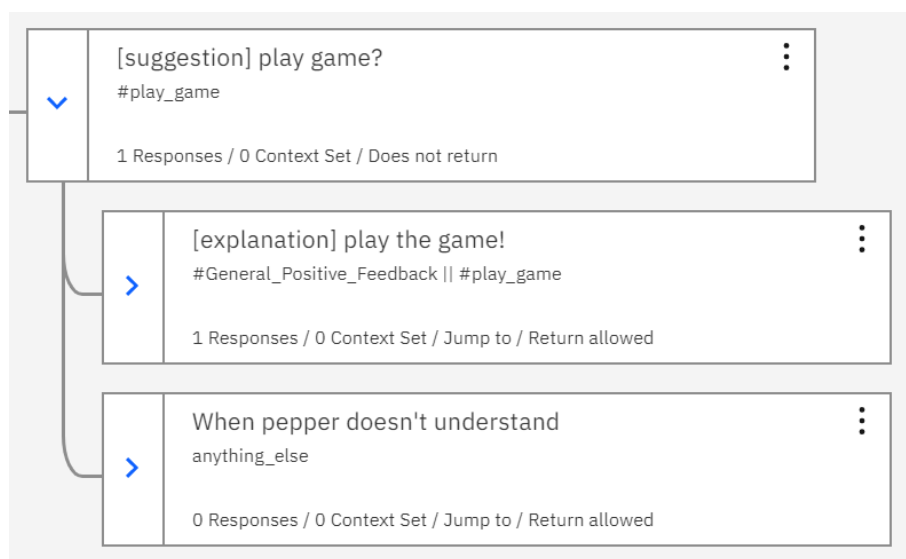 [suggestion] play game?
#play_game
1 Responses / 0 Context Set / Does not return
[explanation] play the game!
#General_Positive_Feedback || #play_game
1 Responses / 0 Context Set / Jump to / Return allowed
When pepper doesn't understand
anything_else
0 Responses / 0 Context Set / Jump to / Return allowed